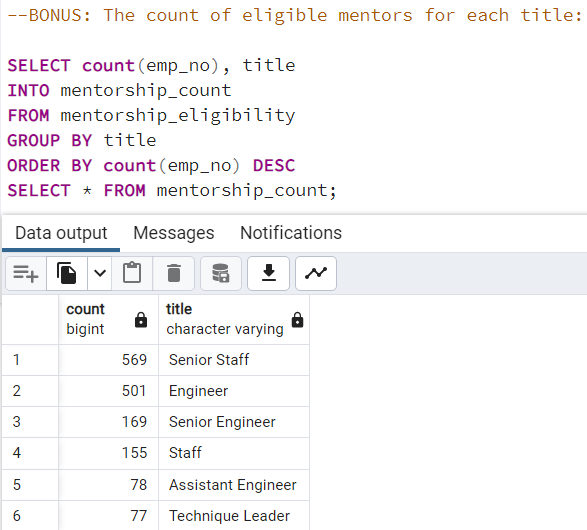 --BONUS: The count of eligible mentors for each title:
SELECT count(emp_no), title
INTO mentorship_count
FROM mentorship_eligibility
GROUP BY title
ORDER BY count(emp_no) DESC
SELECT * FROM mentorship_count;
Data output Messages Notifications
count title
bigint character varying
1 569 Senior Staff
2 501 Engineer
3 169 Senior Engineer
4 155 Staff
5 78 Assistant Engineer
6 77 Technique Leader